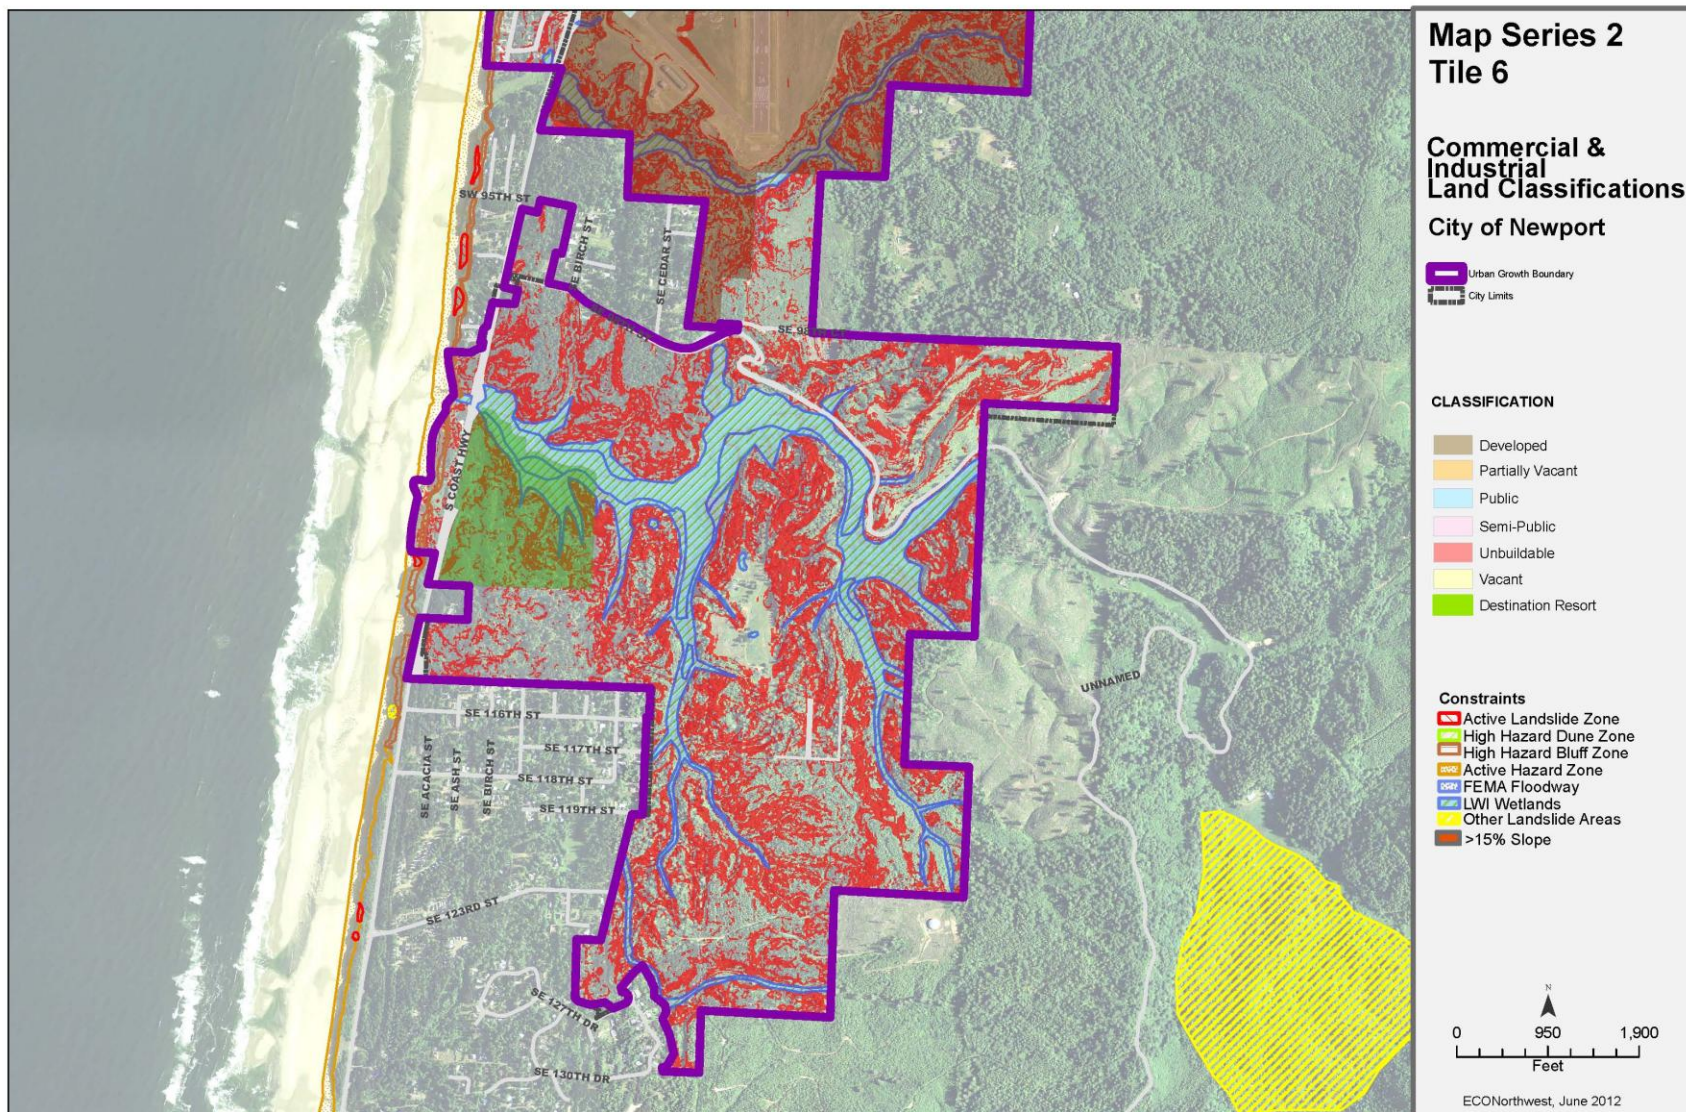 Map Series 2
Tile 6
Commercial &
Industrial
Land Classifications
City of Newport
Urban Growth Boundary
City Limits
CLASSIFICATION
Developed
Partially Vacant
Public
Semi-Public
Unbuildable
Vacant
Destination Resort
Constraints
Active Landslide Zone
High Hazard Dune Zone
High Hazard Bluff Zone
Active Hazard Zone
FEMA Floodway
LWI Wetlands
Other Landslide Areas
>15% Slope
N
0 950 1,900
Feet
ECONorthwest, June 2012
SW 95TH ST
SE BIRCH ST
SE CEDAR ST
SE 98TH CT
S COAST HWY
UNNAMED
SE 116TH ST
SE 117TH ST
SE 118TH ST
SE 119TH ST
SE ACACIA ST
SE ASH ST
SE BIRCH ST
SE 123RD ST
SE 127TH DR
SE 130TH DR